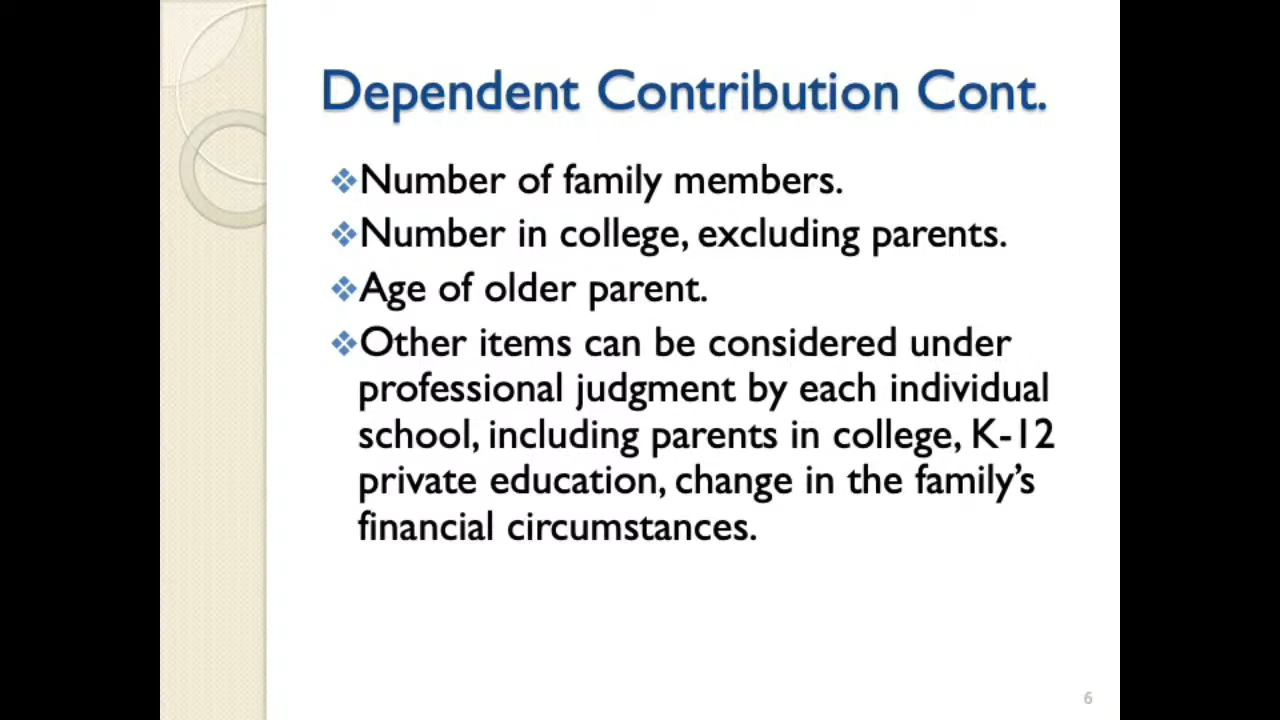 Dependent Contribution Cont.
❖Number of family members.
❖Number in college, excluding parents.
❖Age of older parent.
❖Other items can be considered under
professional judgment by each individual
school, including parents in college, K-12
private education, change in the family’s
financial circumstances.
6